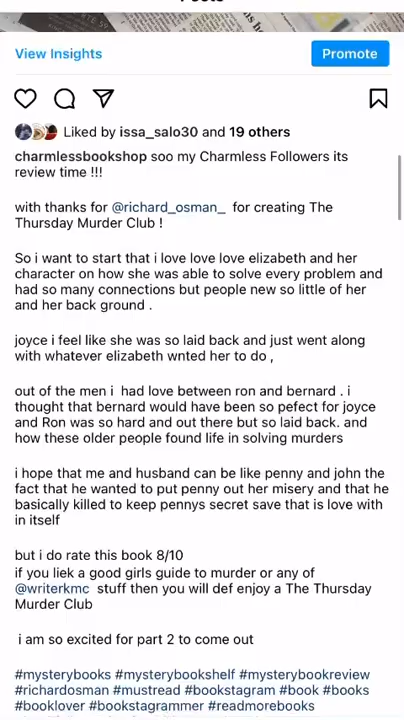 View Insights
Promote
Liked by issa_salo30 and 19 others
charmlessbookshop soo my Charmless Followers its
review time !!!
with thanks for @richard_osman_ for creating The
Thursday Murder Club !
So i want to start that i love love love elizabeth and her
character on how she was able to solve every problem and
had so many connections but people new so little of her
and her back ground .
joyce i feel like she was so laid back and just went along
with whatever elizabeth wnted her to do ,
out of the men i had love between ron and bernard . i
thought that bernard would have been so pefect for joyce
and Ron was so hard and out there but so laid back. and
how these older people found life in solving murders
i hope that me and husband can be like penny and john the
fact that he wanted to put penny out her misery and that he
basically killed to keep pennys secret save that is love with
in itself
but i do rate this book 8/10
if you liek a good girls guide to murder or any of
@writerkmc stuff then you will def enjoy a The Thursday
Murder Club
i am so excited for part 2 to come out
#mysterybooks #mysterybookshelf #mysterybookreview
#richardosman #mustread #bookstagram #book #books
#booklover #bookstagrammer #readmorebooks